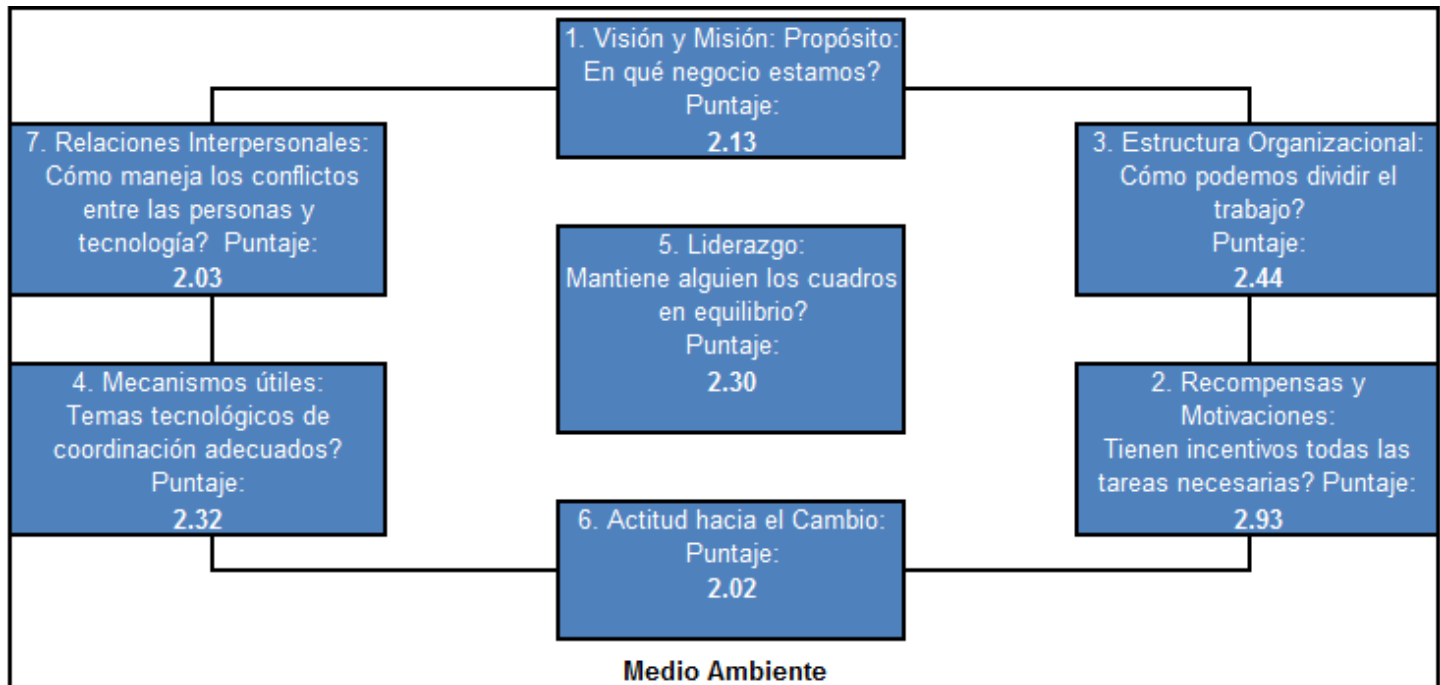 1. Visión y Misión: Propósito:
En qué negocio estamos?
Puntaje:
2.13
7. Relaciones Interpersonales:
Cómo maneja los conflictos
entre las personas y
tecnología? Puntaje:
2.03
3. Estructura Organizacional:
Cómo podemos dividir el
trabajo?
Puntaje:
2.44
5. Liderazgo:
Mantiene alguien los cuadros
en equilibrio?
Puntaje:
2.30
4. Mecanismos útiles:
Temas tecnológicos de
coordinación adecuados?
Puntaje:
2.32
2. Recompensas y
Motivaciones:
Tienen incentivos todas las
tareas necesarias? Puntaje:
2.93
6. Actitud hacia el Cambio:
Puntaje:
2.02
Medio Ambiente